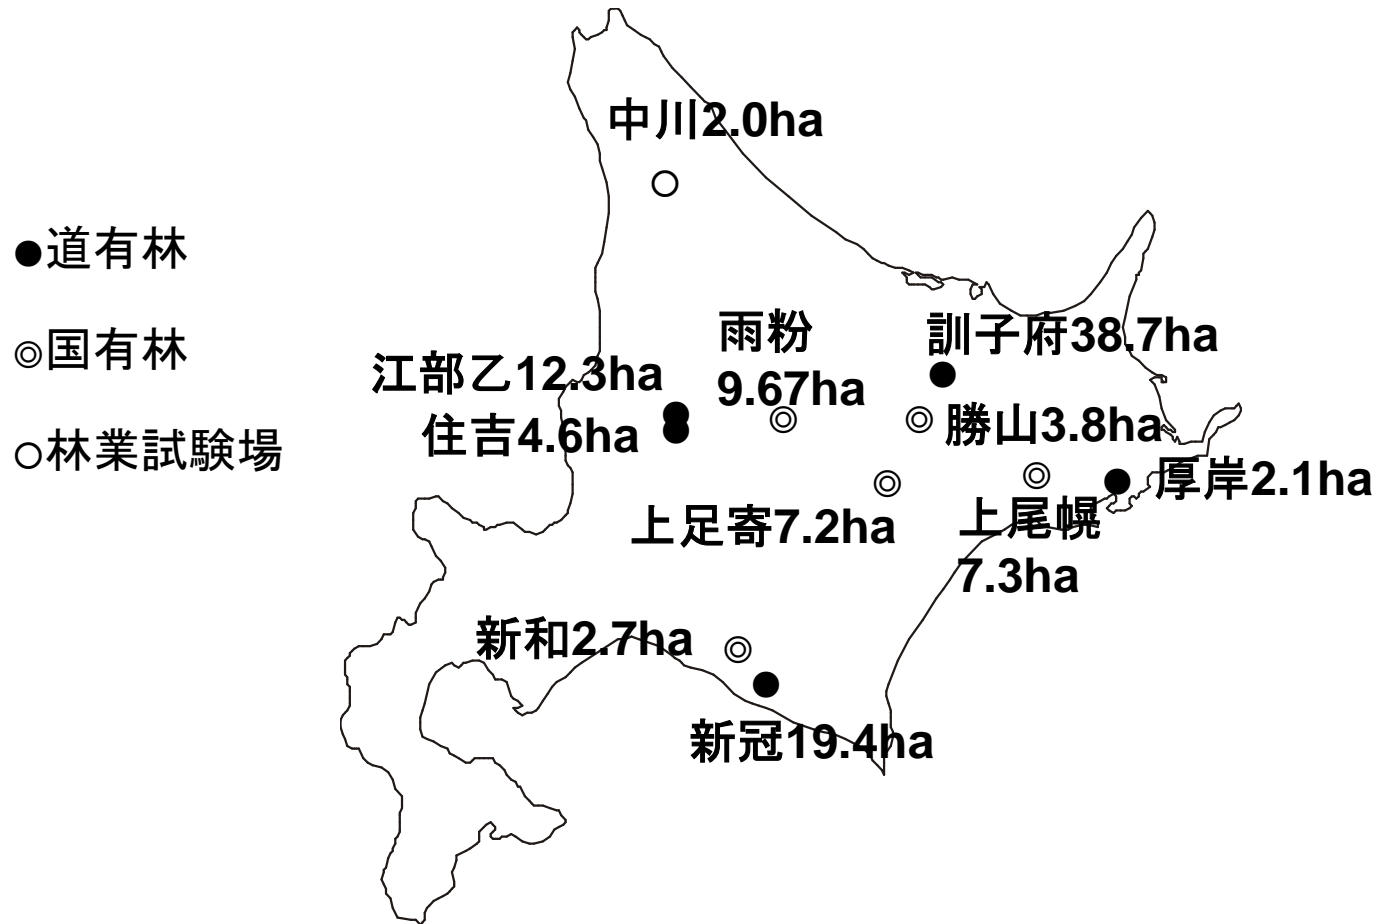 中川2.0ha
●道有林
◎国有林
○林業試験場
雨粉
9.67ha
訓子府38.7ha
江部乙12.3ha
住吉4.6ha
勝山3.8ha
厚岸2.1ha
上足寄7.2ha
上尾幌
7.3ha
新和2.7ha
新冠19.4ha